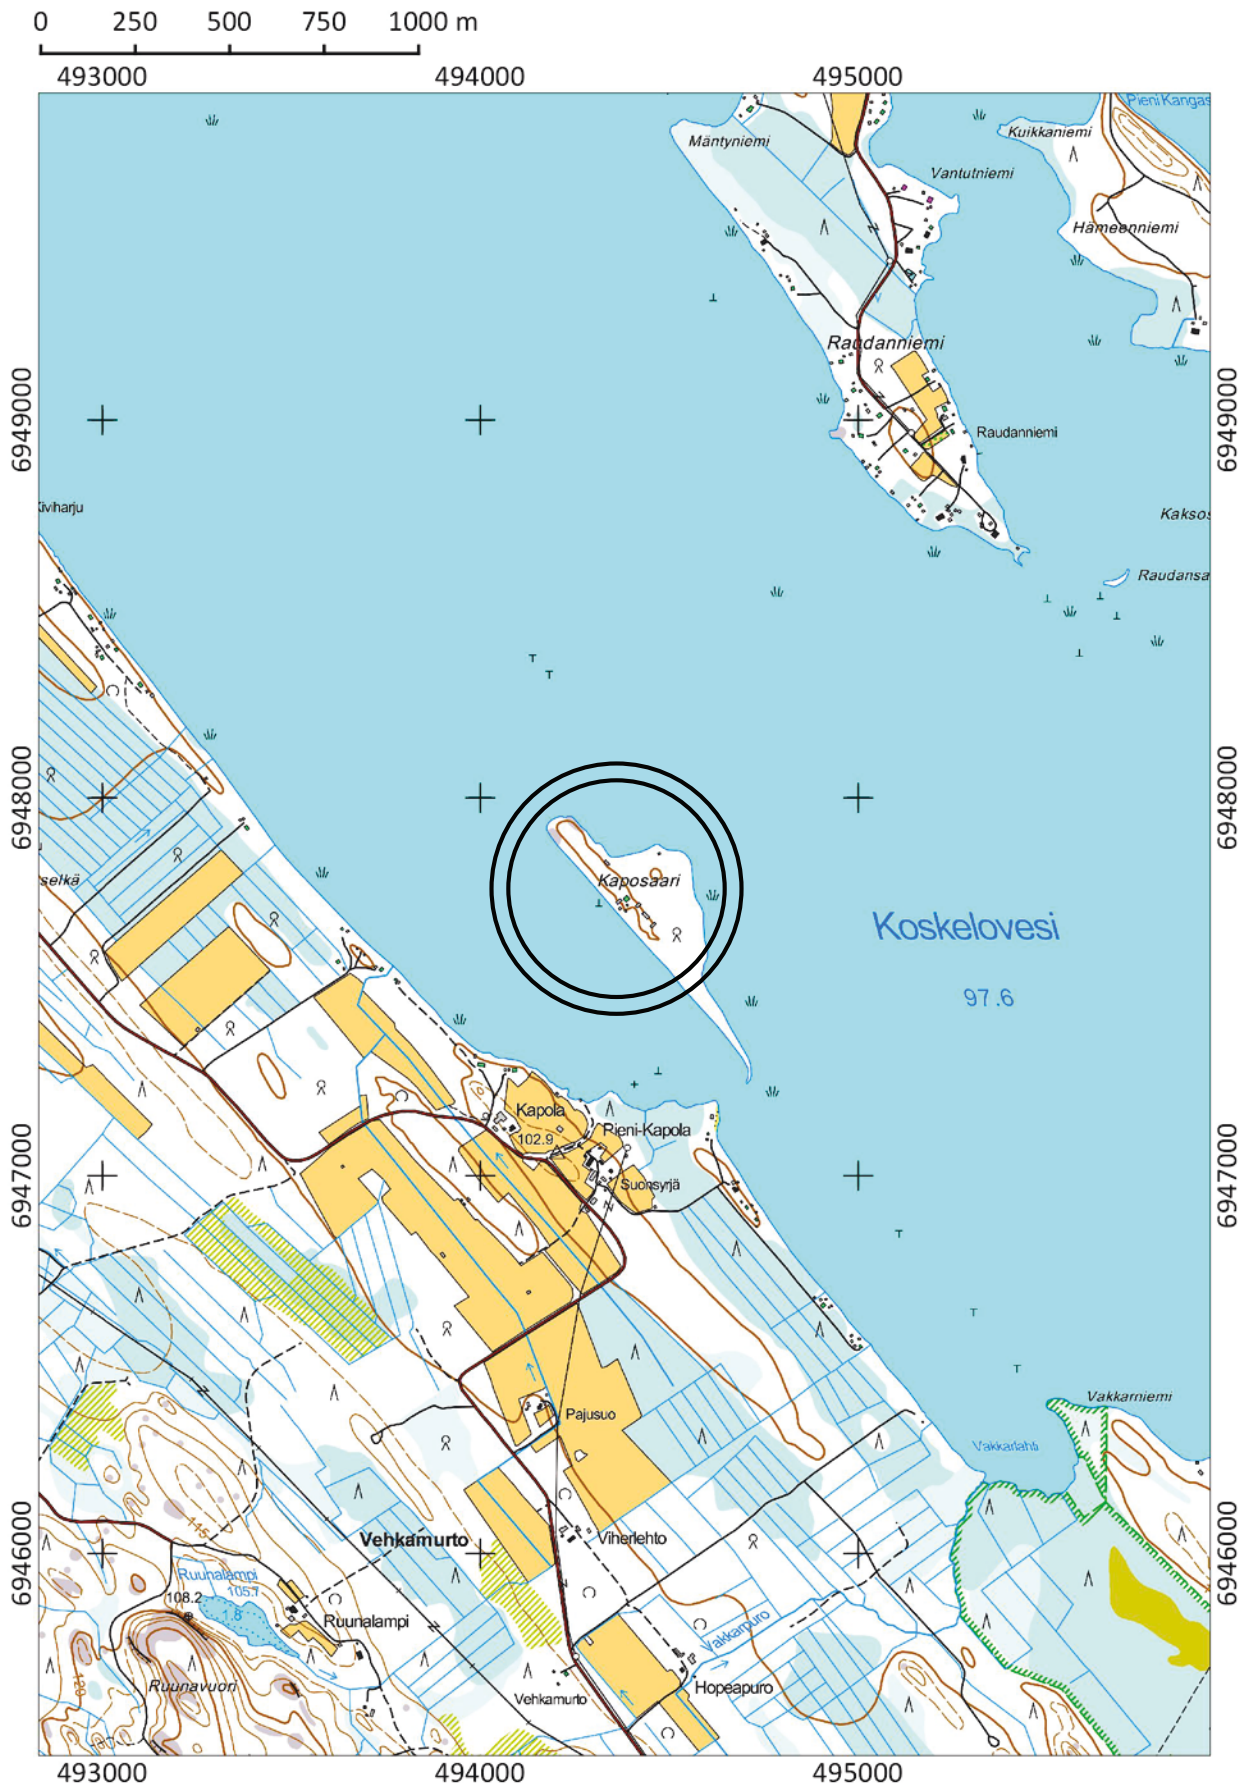 0 250 500 750 1000 m
493000 494000 495000
Pieni Kangas
Mäntyniemi
Kuikkaniemi
Vantutniemi
Hämeenniemi
Raudanniemi
6949000
6949000
Raudanniemi
Kiviharju
Kaksos
Raudansa
6948000
6948000
selkä
Kaposaari
Koskelovesi
97.6
Kapola
102.9
Pieni-Kapola
6947000
6947000
Suonsyrjä
Vakkarniemi
Pajusuo
Vakkarlahti
115
6946000
6946000
Vehkamurto
Viherlehto
Ruunalampi
105.7
108.2
1.8
Ruunalampi
Vakkarpuro
120
Ruunavuori
Vehkamurto
Hopeapuro
493000 494000 495000